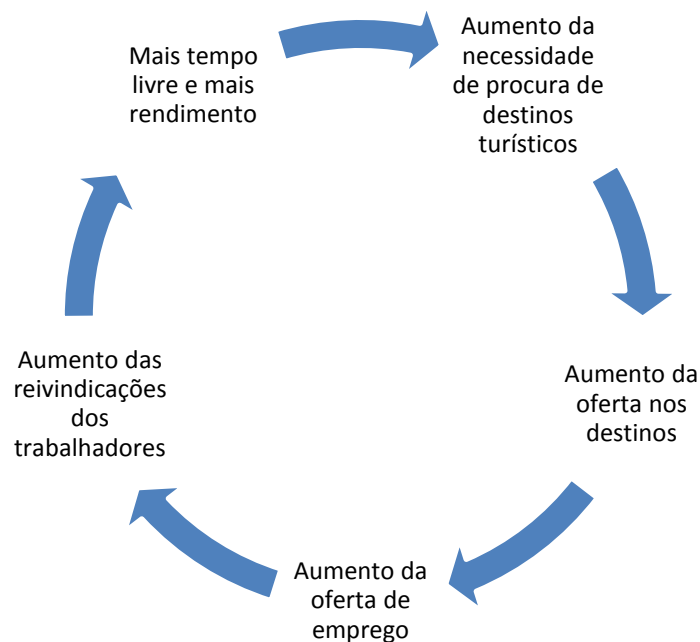 Mais tempo
livre e mais
rendimento
Aumento da
necessidade
de procura de
destinos
turísticos
Aumento da
oferta nos
destinos
Aumento da
oferta de
emprego
Aumento das
reivindicações
dos
trabalhadores